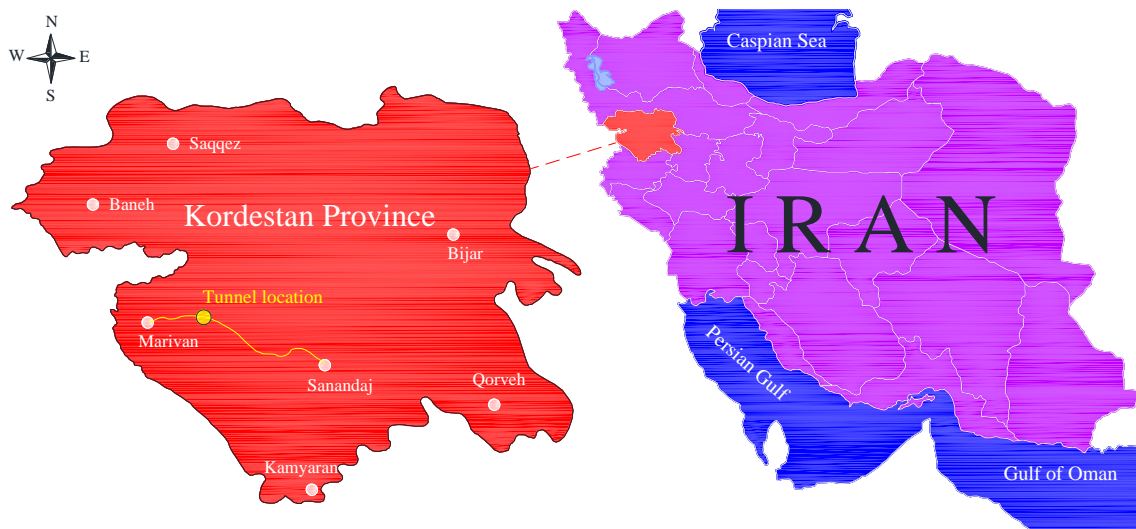 N
W
E
S
Saqqez
Baneh
Kordestan Province
Bijar
Tunnel location
Marivan
Sanandaj
Qorveh
Kamyaran
Caspian Sea
IRAN
Persian Gulf
Gulf of Oman